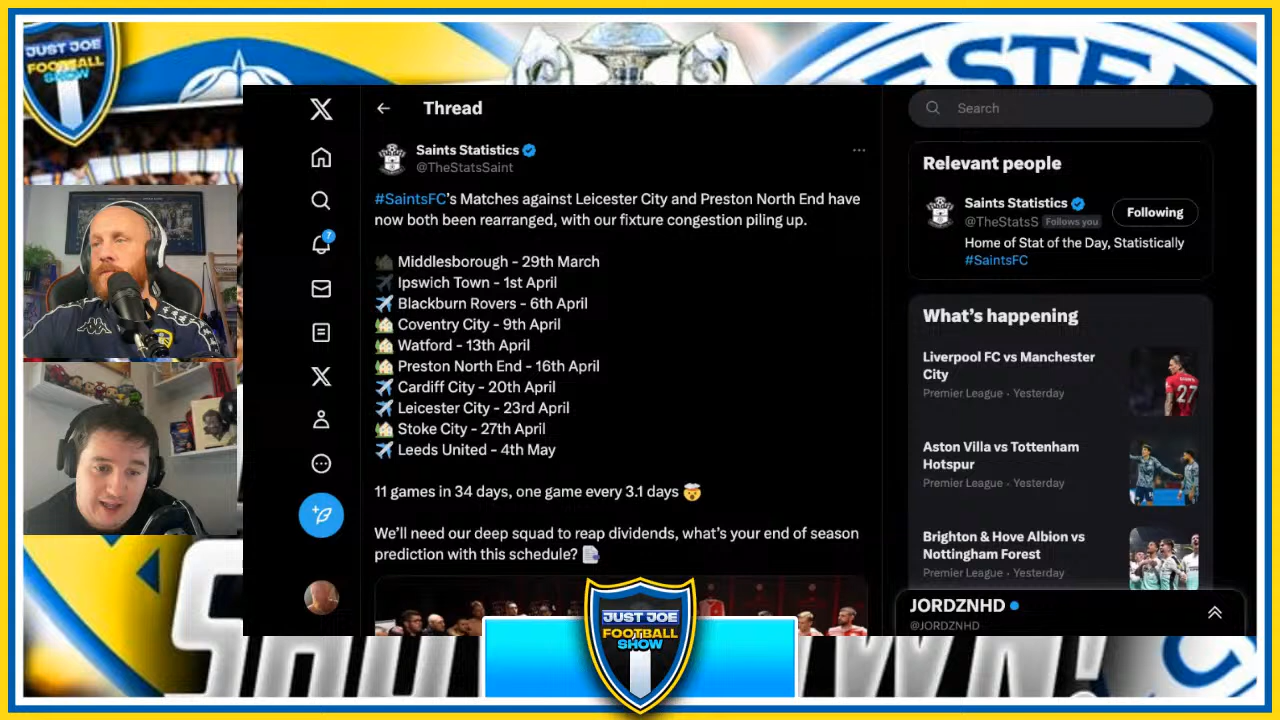 JUST JOE
FOOTBALL
SHOW
ESTER
Thread
Search
Saints Statistics
@TheStatsSaint
#SaintsFC's Matches against Leicester City and Preston North End have
now both been rearranged, with our fixture congestion piling up.
Middlesborough - 29th March
Ipswich Town - 1st April
Blackburn Rovers - 6th April
Coventry City - 9th April
Watford - 13th April
Preston North End - 16th April
Cardiff City - 20th April
Leicester City - 23rd April
Stoke City - 27th April
Leeds United - 4th May
11 games in 34 days, one game every 3.1 days 🤯
We'll need our deep squad to reap dividends, what's your end of season
prediction with this schedule?
7
Relevant people
Saints Statistics
@TheStatsS Follows you
Following
Home of Stat of the Day, Statistically
#SaintsFC
What's happening
Liverpool FC vs Manchester
City
Premier League · Yesterday
27
Aston Villa vs Tottenham
Hotspur
Premier League · Yesterday
Brighton & Hove Albion vs
Nottingham Forest
Premier League · Yesterday
JORDZNHD
@JORDZNHD
JUST JOE
FOOTBALL
SHOW